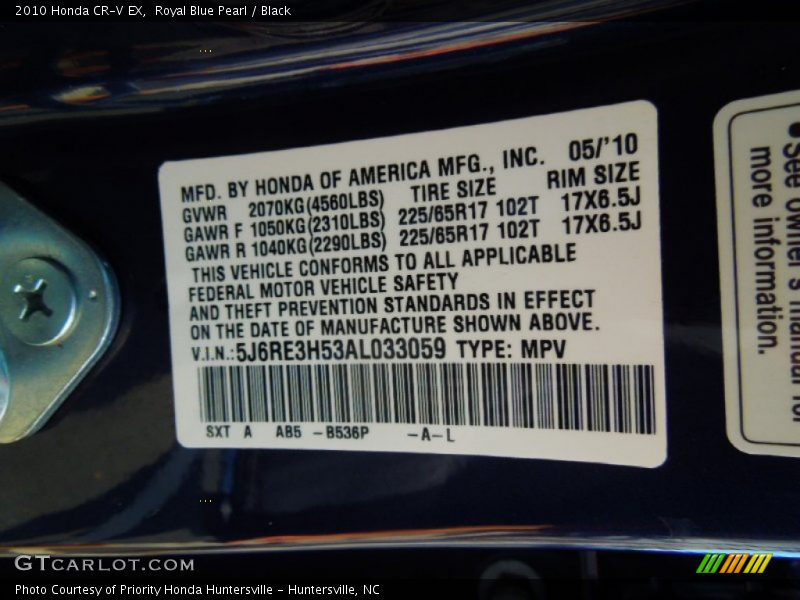 2010 Honda CR-V EX, Royal Blue Pearl / Black
MFD. BY HONDA OF AMERICA MFG., INC. 05/'10
GVWR 2070KG(4560LBS) TIRE SIZE RIM SIZE
GAWR F 1050KG(2310LBS) 225/65R17 102T 17X6.5J
GAWR R 1040KG(2290LBS) 225/65R17 102T 17X6.5J
THIS VEHICLE CONFORMS TO ALL APPLICABLE
FEDERAL MOTOR VEHICLE SAFETY
AND THEFT PREVENTION STANDARDS IN EFFECT
ON THE DATE OF MANUFACTURE SHOWN ABOVE.
V.I.N.:5J6RE3H53AL033059 TYPE: MPV
SXT A AB5 -B536P -A-L
●See owner's manual for
more information.
GTCARLOT.COM
Photo Courtesy of Priority Honda Huntersville - Huntersville, NC